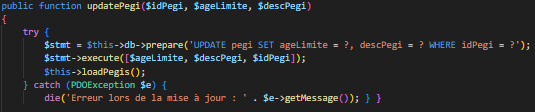 public function updatePegi($idPegi, $ageLimite, $descPegi)
{
try {
$stmt = $this->db->prepare('UPDATE pegi SET ageLimite = ?, descPegi = ? WHERE idPegi = ?');
$stmt->execute([$ageLimite, $descPegi, $idPegi]);
$this->loadPegis();
} catch (PDOException $e) {
die('Erreur lors de la mise à jour : ' . $e->getMessage()); } }